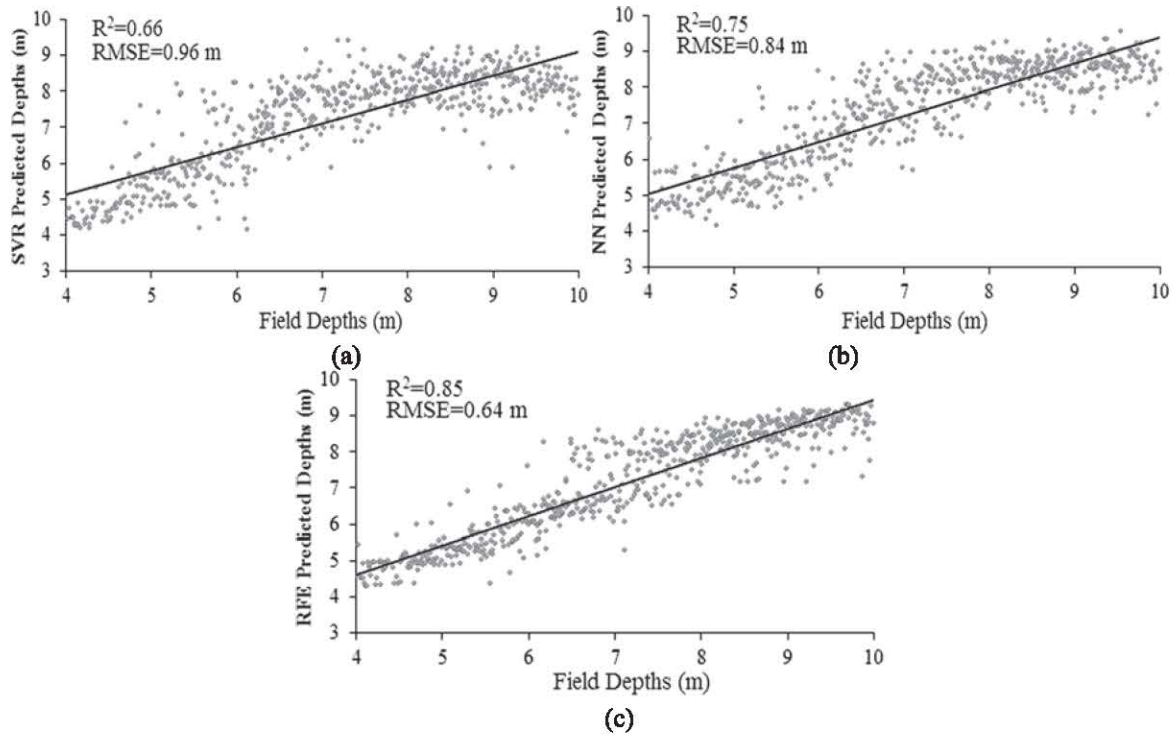 SVR Predicted Depths (m)
10
9
8
7
6
5
4
3
R²=0.66
RMSE=0.96 m
4 5 6 7 8 9 10
Field Depths (m)
(a)
NN Predicted Depths (m)
10
9
8
7
6
5
4
3
R²=0.75
RMSE=0.84 m
4 5 6 7 8 9 10
Field Depths (m)
(b)
RFE Predicted Depths (m)
10
9
8
7
6
5
4
3
R²=0.85
RMSE=0.64 m
4 5 6 7 8 9 10
Field Depths (m)
(c)